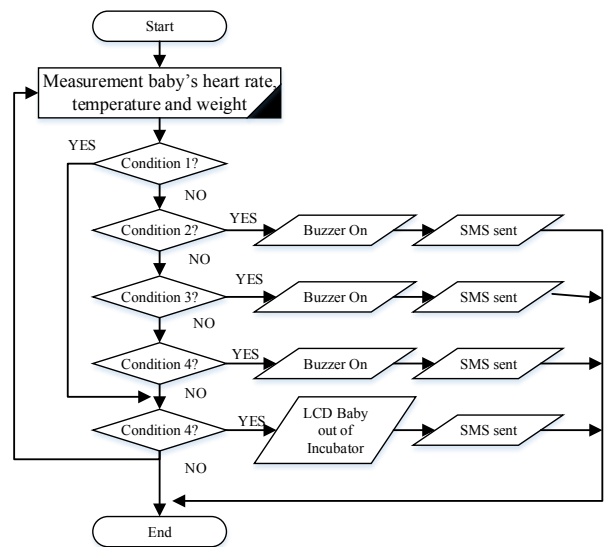 Start
Measurement baby's heart rate,
temperature and weight
YES
Condition 1?
NO
Condition 2?
YES
Buzzer On
SMS sent
NO
Condition 3?
YES
Buzzer On
SMS sent
NO
Condition 4?
YES
Buzzer On
SMS sent
NO
Condition 4?
YES
LCD Baby
out of
Incubator
SMS sent
NO
End